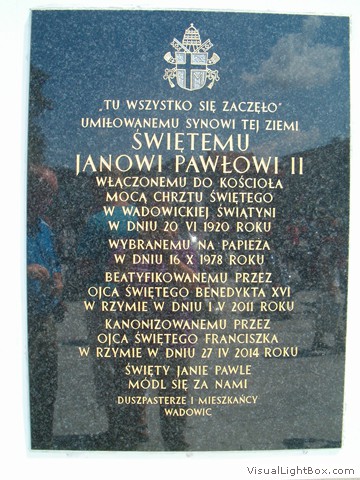 „TU WSZYSTKO SIĘ ZACZĘŁO"
UMIŁOWANEMU SYNOWI TEJ ZIEMI
ŚWIĘTEMU
JANOWI PAWŁOWI II
WŁĄCZONEMU DO KOŚCIOŁA
MOCĄ CHRZTU ŚWIĘTEGO
W WADOWICKIEJ ŚWIĄTYNI
W DNIU 20 VI 1920 ROKU
WYBRANEMU NA PAPIEŻA
W DNIU 16 X 1978 ROKU
BEATYFIKOWANEMU PRZEZ
OJCA ŚWIĘTEGO BENEDYKTA XVI
W RZYMIE W DNIU 1 V 2011 ROKU
KANONIZOWANEMU PRZEZ
OJCA ŚWIĘTEGO FRANCISZKA
W RZYMIE W DNIU 27 IV 2014 ROKU
ŚWIĘTY JANIE PAWLE
MÓDL SIĘ ZA NAMI
DUSZPASTERZE I MIESZKAŃCY
WADOWIC
VisualLightBox.com